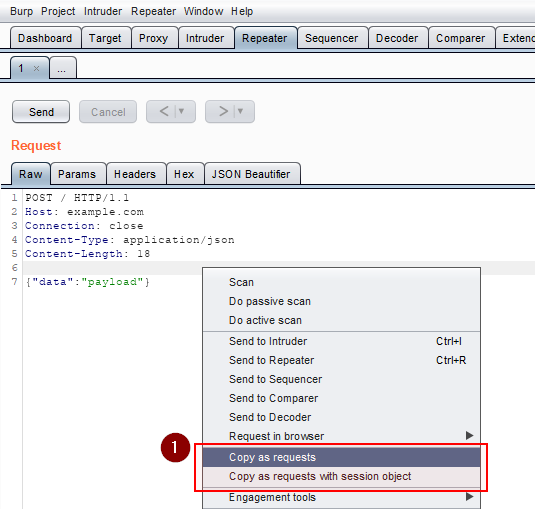 Burp Project Intruder Repeater Window Help
Dashboard Target Proxy Intruder Repeater Sequencer Decoder Comparer
1 × ...
Send Cancel < | ▼ > | ▼
Request
Raw Params Headers Hex JSON Beautifier
1 POST / HTTP/1.1
2 Host: example.com
3 Connection: close
4 Content-Type: application/json
5 Content-Length: 18
6
7 {"data":"payload"}
Scan
Do passive scan
Do active scan
Send to Intruder Ctrl+I
Send to Repeater Ctrl+R
Send to Sequencer
Send to Comparer
Send to Decoder
Request in browser
1
Copy as requests
Copy as requests with session object
Engagement tools